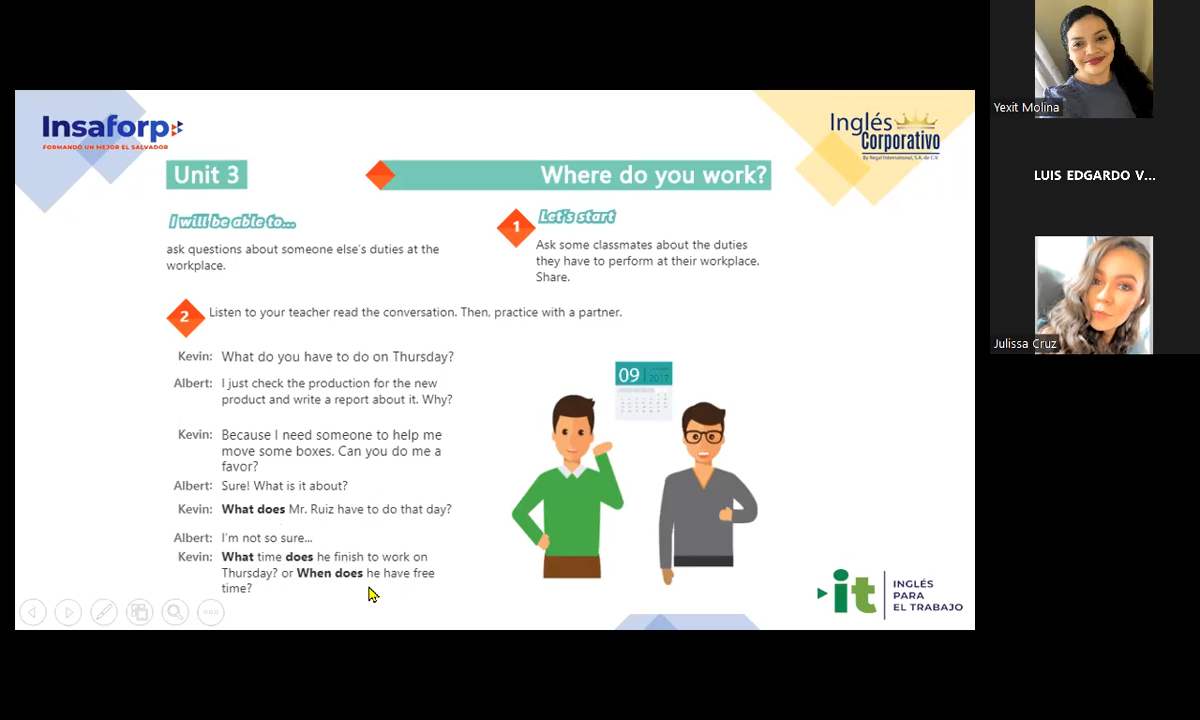 Insaforp
FORMANDO UN MEJOR EL SALVADOR
Inglés
Corporativo
By Regal International, S.A. de C.V.
Unit 3
Where do you work?
I will be able to...
ask questions about someone else's duties at the
workplace.
1
Let's start
Ask some classmates about the duties
they have to perform at their workplace.
Share.
2
Listen to your teacher read the conversation. Then, practice with a partner.
Kevin: What do you have to do on Thursday?
Albert: I just check the production for the new
product and write a report about it. Why?
Kevin: Because I need someone to help me
move some boxes. Can you do me a
favor?
Albert: Sure! What is it about?
Kevin: What does Mr. Ruiz have to do that day?
Albert: I'm not so sure...
Kevin: What time does he finish to work on
Thursday? or When does he have free
time?
09
2017
it
INGLÉS
PARA
EL TRABAJO
Yexit Molina
LUIS EDGARDO V...
Julissa Cruz